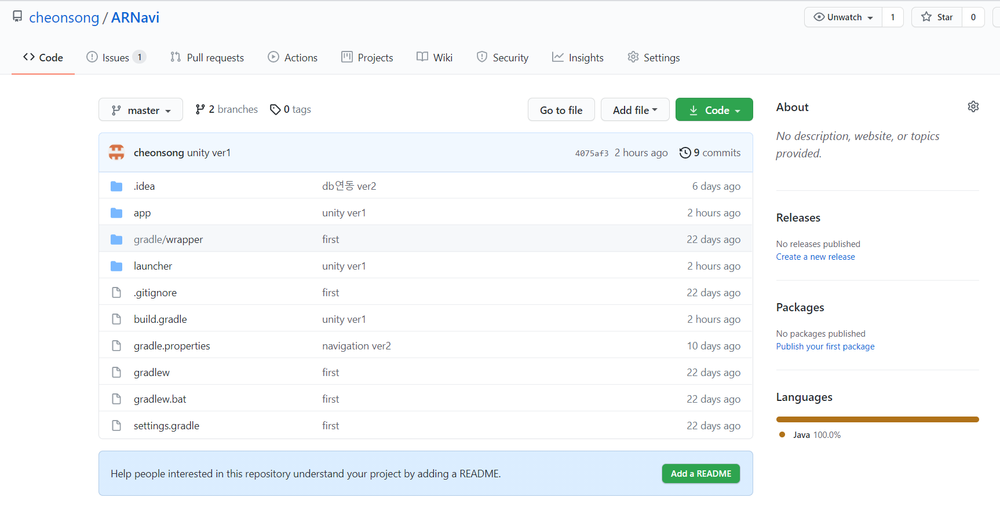 cheonsong / ARNavi
Unwatch 1 Star 0
Code Issues 1 Pull requests Actions Projects Wiki Security Insights Settings
master 2 branches 0 tags Go to file Add file Code
cheonsong unity ver1 4075af3 2 hours ago 9 commits
.idea db연동 ver2 6 days ago
app unity ver1 2 hours ago
gradle/wrapper first 22 days ago
launcher unity ver1 2 hours ago
.gitignore first 22 days ago
build.gradle unity ver1 2 hours ago
gradle.properties navigation ver2 10 days ago
gradlew first 22 days ago
gradlew.bat first 22 days ago
settings.gradle first 22 days ago
Help people interested in this repository understand your project by adding a README. Add a README
About
No description, website, or topics
provided.
Releases
No releases published
Create a new release
Packages
No packages published
Publish your first package
Languages
Java 100.0%